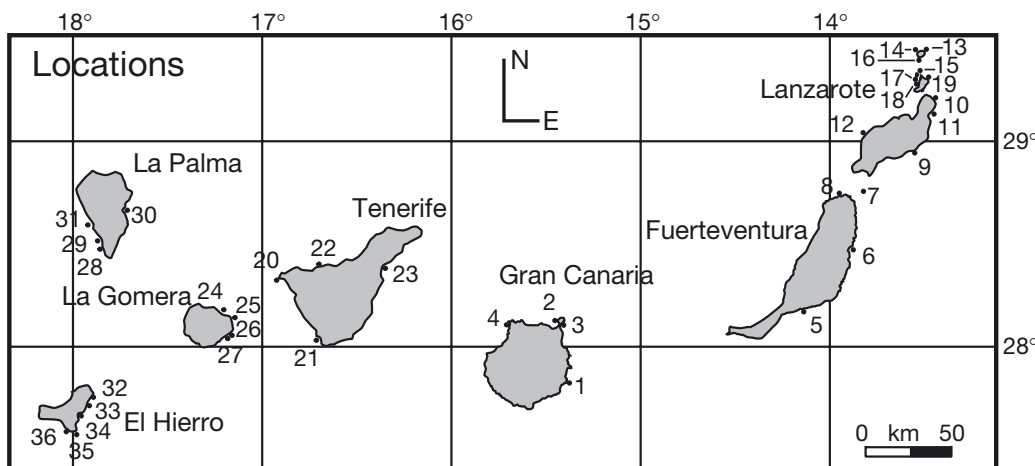 18° 17° 16° 15° 14°
Locations
N
E
14 13
16 15
17 19
Lanzarote 18 10
11
12
29°
9
La Palma
8 7
31 30
Tenerife
Fuerteventura
29
28
22
6
20 23
Gran Canaria
La Gomera 24 25
2
4 3
5
26
27
21
28°
1
32
33
El Hierro
34
36
35
0 km 50